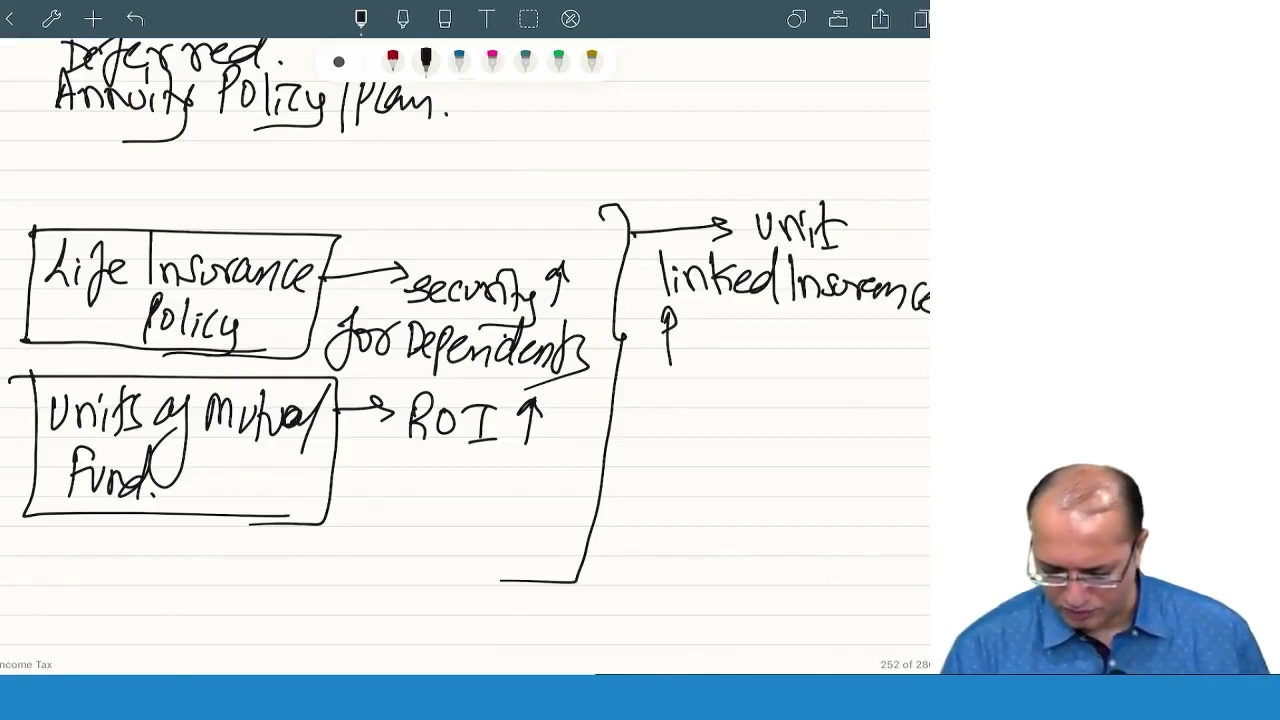 Deferred.
Annuity Policy/Plan.
Life Insurance
Policy
security
for Dependents
Units of Mutual
Fund.
ROI
Unit
linked Insurance
P
ncome Tax
252 of 28